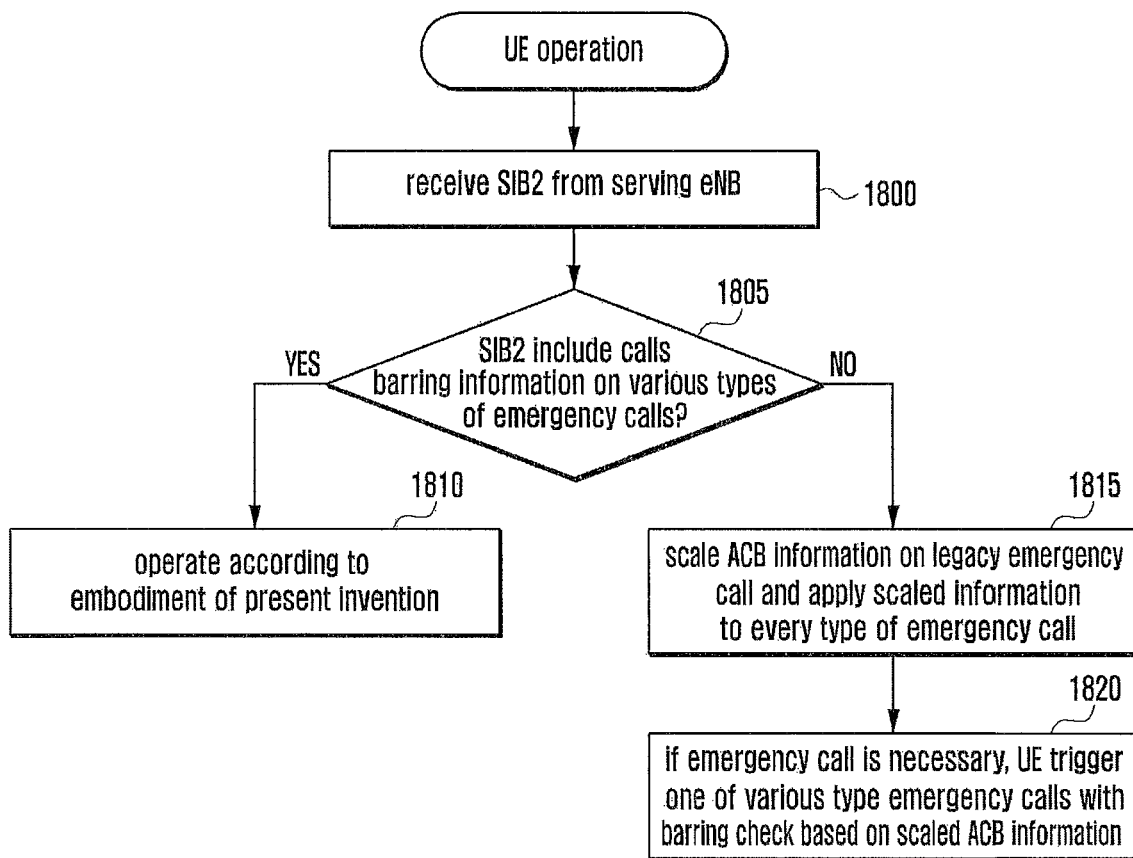 UE operation
receive SIB2 from serving eNB
1800
1805
SIB2 include calls
barring information on various types
of emergency calls?
YES
NO
1810
operate according to
embodiment of present invention
1815
scale ACB information on legacy emergency
call and apply scaled information
to every type of emergency call
1820
if emergency call is necessary, UE trigger
one of various type emergency calls with
barring check based on scaled ACB information